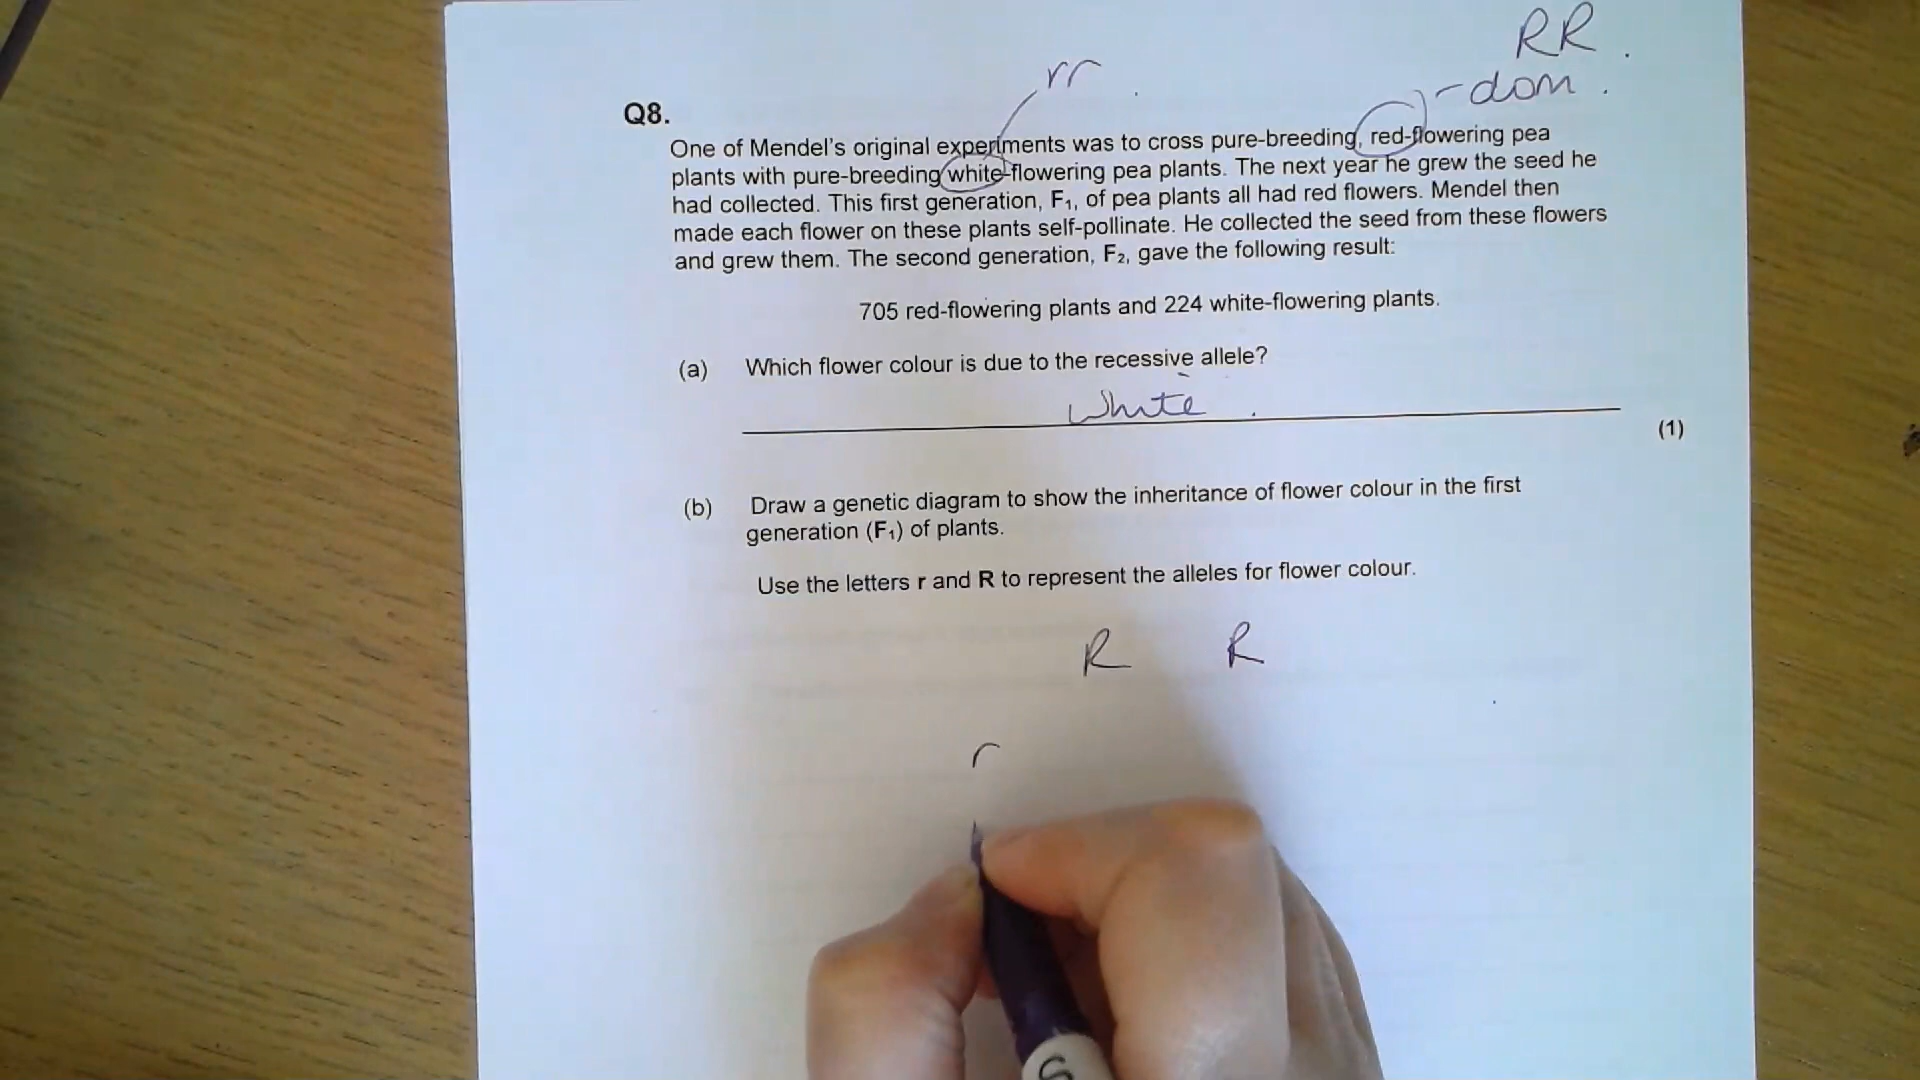 RR.
rr.
-dom.
Q8.
One of Mendel's original experiments was to cross pure-breeding, red-flowering pea
plants with pure-breeding white-flowering pea plants. The next year he grew the seed he
had collected. This first generation, F₁, of pea plants all had red flowers. Mendel then
made each flower on these plants self-pollinate. He collected the seed from these flowers
and grew them. The second generation, F₂, gave the following result:
705 red-flowering plants and 224 white-flowering plants.
(a) Which flower colour is due to the recessive allele?
White.
(1)
(b) Draw a genetic diagram to show the inheritance of flower colour in the first
generation (F₁) of plants.
Use the letters r and R to represent the alleles for flower colour.
R R
r
S